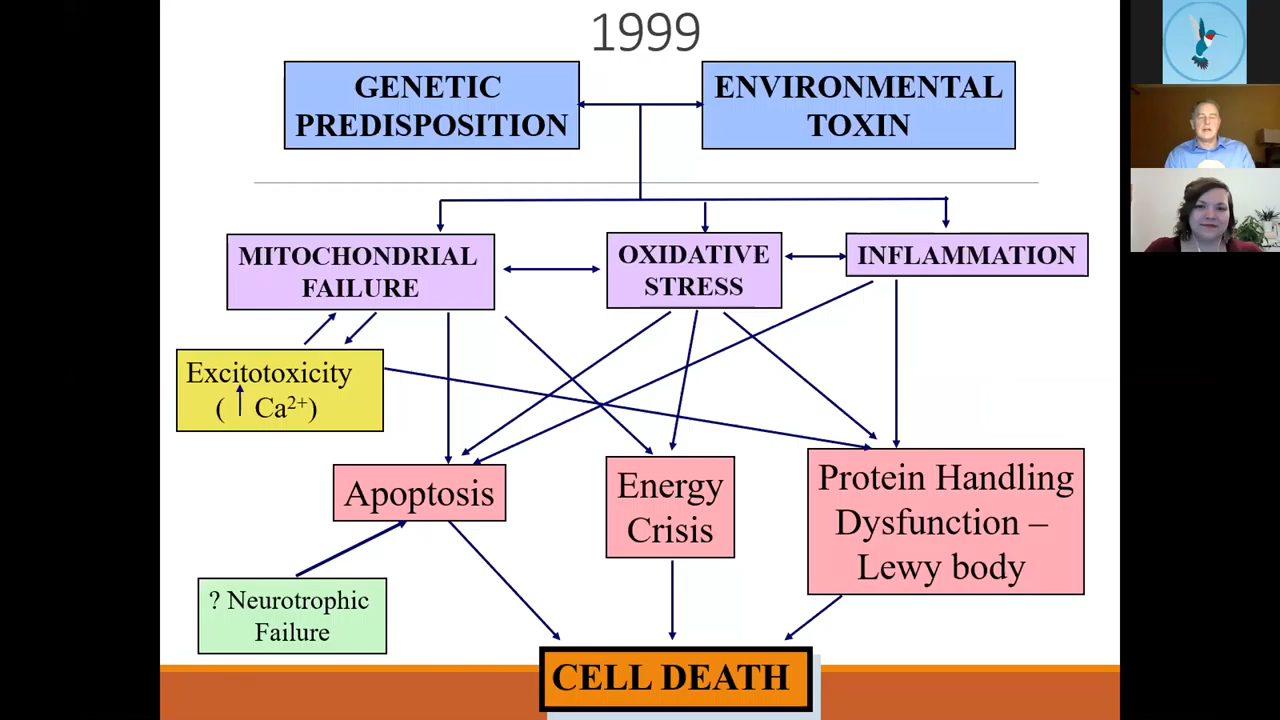 1999
GENETIC
PREDISPOSITION
ENVIRONMENTAL
TOXIN
MITOCHONDRIAL
FAILURE
OXIDATIVE
STRESS
INFLAMMATION
Excitotoxicity
(↑ Ca²⁺)
Apoptosis
Energy
Crisis
Protein Handling
Dysfunction –
Lewy body
? Neurotrophic
Failure
CELL DEATH